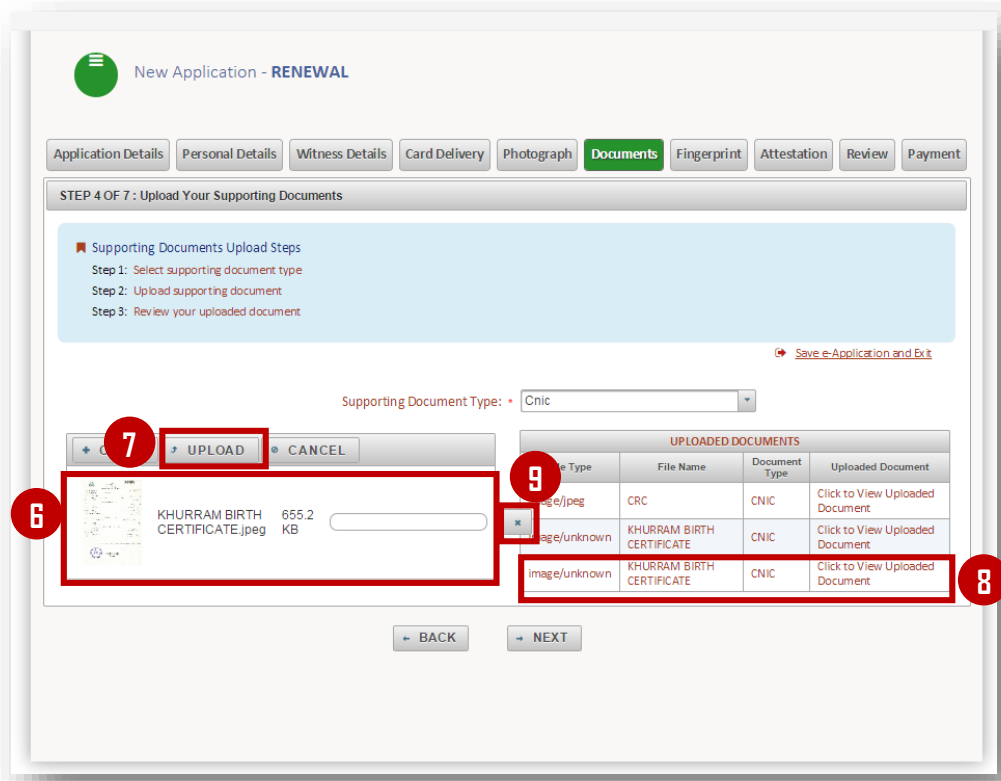 New Application - RENEWAL
Application Details Personal Details Witness Details Card Delivery Photograph Documents Fingerprint Attestation Review Payment
STEP 4 OF 7 : Upload Your Supporting Documents
Supporting Documents Upload Steps
Step 1: Select supporting document type
Step 2: Upload supporting document
Step 3: Review your uploaded document
Save e-Application and Exit
Supporting Document Type: * Cnic
7
UPLOAD CANCEL
6
KHURRAM BIRTH
CERTIFICATE.jpeg
655.2
KB
9
UPLOADED DOCUMENTS
Type File Name Document
Type Uploaded Document
image/jpeg CRC CNIC Click to View Uploaded
Document
image/unknown KHURRAM BIRTH
CERTIFICATE CNIC Click to View Uploaded
Document
image/unknown KHURRAM BIRTH
CERTIFICATE CNIC Click to View Uploaded
Document
8
BACK NEXT